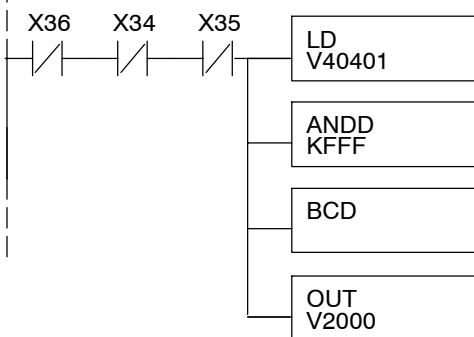 X36 X34 X35
LD
V40401
ANDD
KFFF
BCD
OUT
V2000